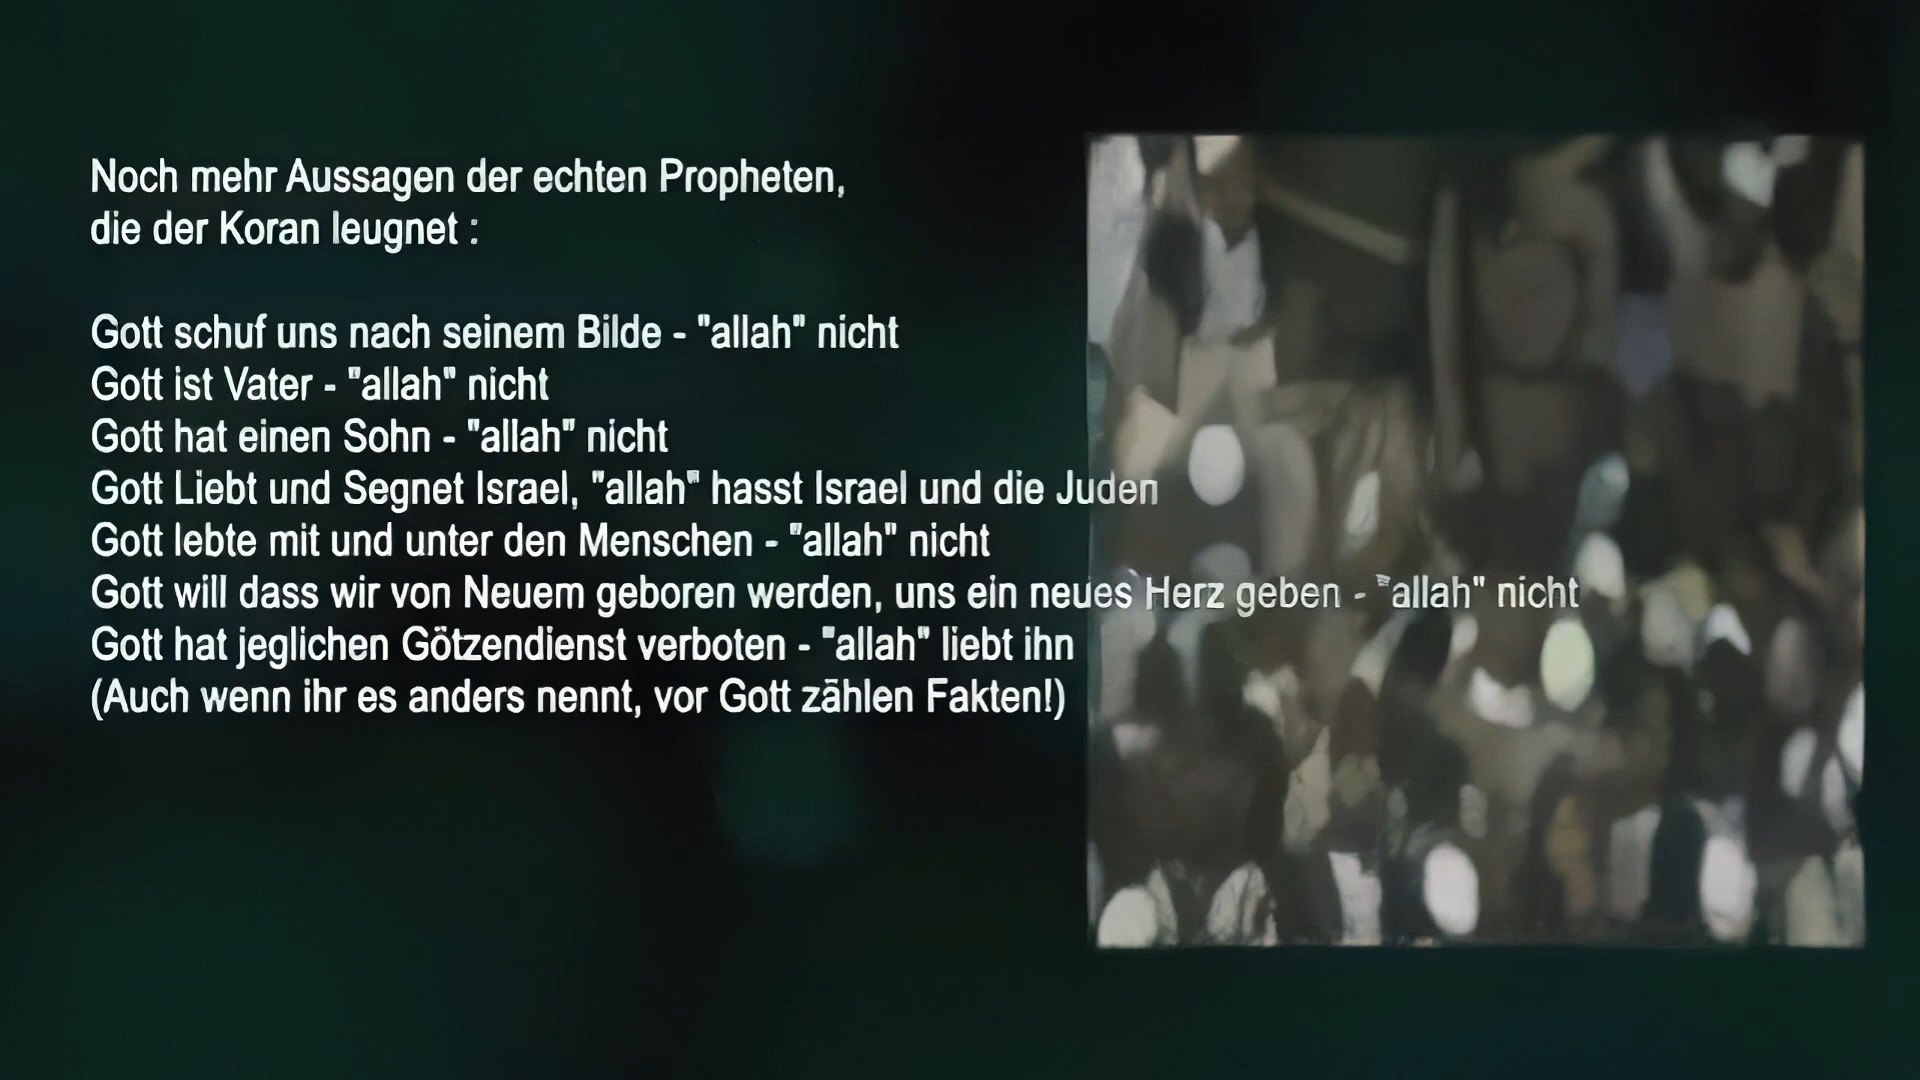 Noch mehr Aussagen der echten Propheten,
die der Koran leugnet :
Gott schuf uns nach seinem Bilde - "allah" nicht
Gott ist Vater - "allah" nicht
Gott hat einen Sohn - "allah" nicht
Gott Liebt und Segnet Israel, "allah" hasst Israel und die Juden
Gott lebte mit und unter den Menschen - "allah" nicht
Gott will dass wir von Neuem geboren werden, uns ein neues Herz geben - "allah" nicht
Gott hat jeglichen Götzendienst verboten - "allah" liebt ihn
(Auch wenn ihr es anders nennt, vor Gott zählen Fakten!)